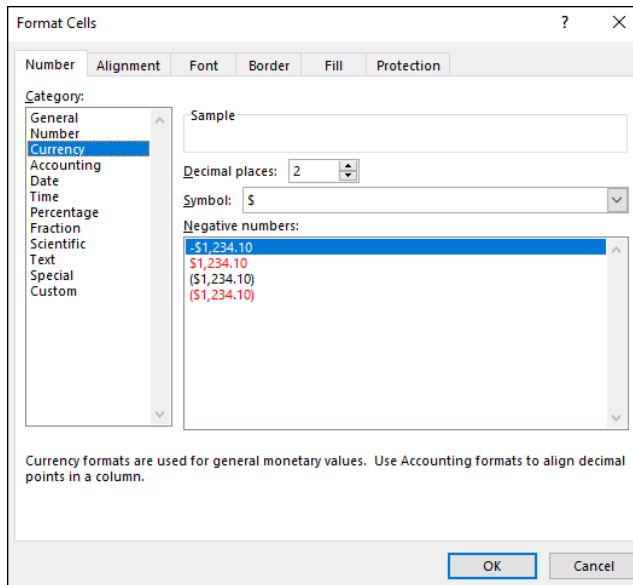 Format Cells ? ×
Number Alignment Font Border Fill Protection
Category:
General
Number
Currency
Accounting
Date
Time
Percentage
Fraction
Scientific
Text
Special
Custom
Sample
Decimal places: 2
Symbol: $
Negative numbers:
-$1,234.10
$1,234.10
($1,234.10)
($1,234.10)
Currency formats are used for general monetary values.  Use Accounting formats to align decimal
points in a column.
OK Cancel